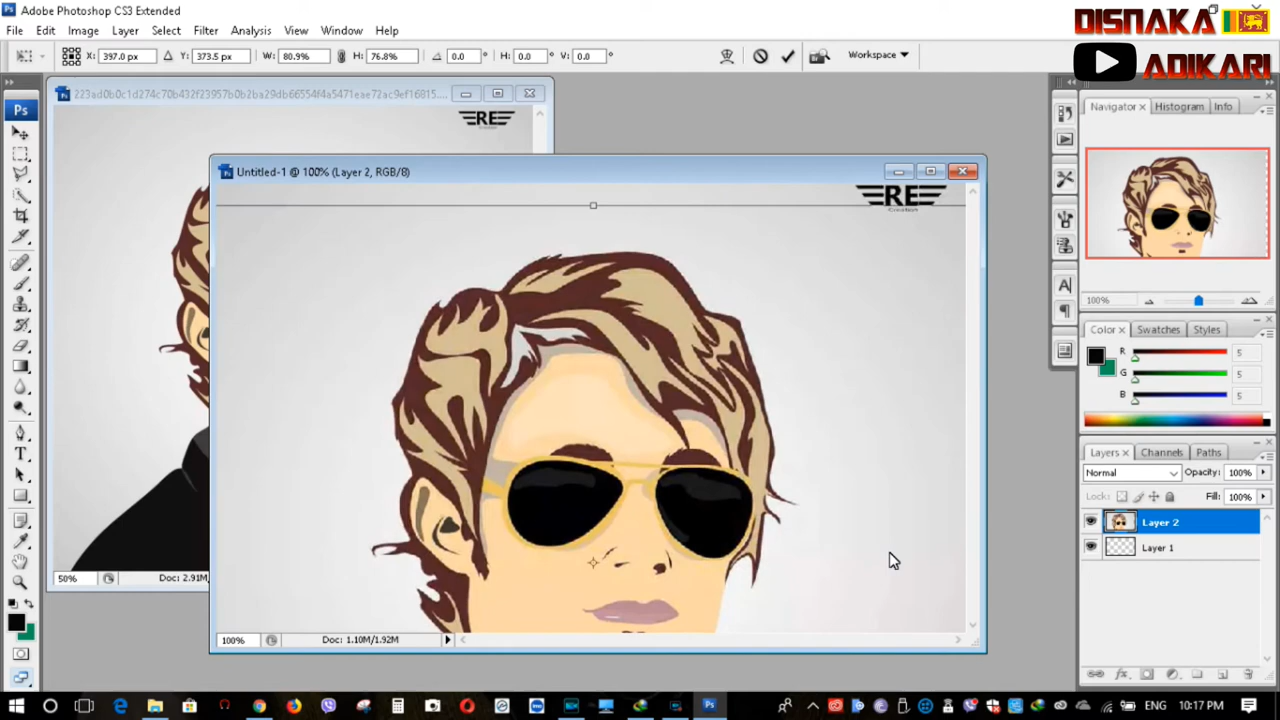 Adobe Photoshop CS3 Extended
DISNAKA
ADIKARI
File Edit Image Layer Select Filter Analysis View Window Help
X: 397.0 px Y: 373.5 px W: 80.9% H: 76.8% 0.0 ° H: 0.0 ° V: 0.0 ° Workspace
RE
Untitled-1 @ 100% (Layer 2, RGB/8)
RE
Creation
100% Doc: 1.10M/1.92M
50% Doc: 2.91M
Ps
Navigator × Histogram Info
100%
Color × Swatches Styles
R 5
G 5
B 5
Layers × Channels Paths
Normal Opacity: 100%
Lock: Fill: 100%
Layer 2
Layer 1
ENG 10:17 PM